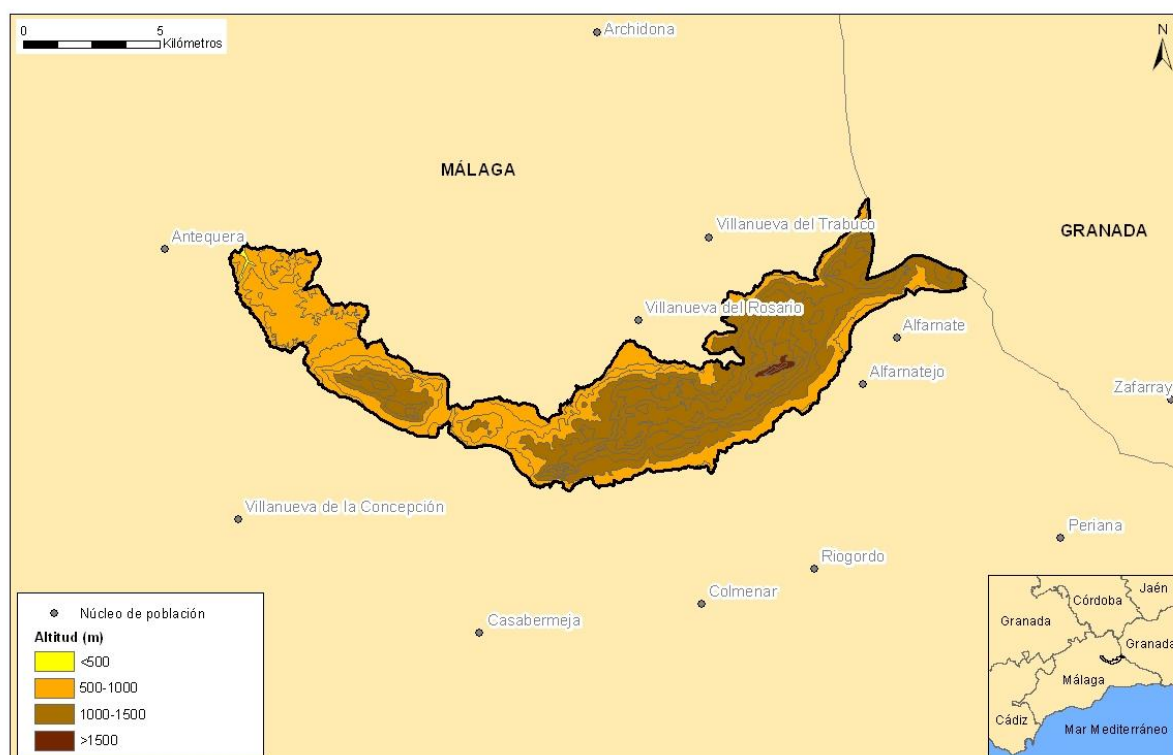 0 5
Kilómetros
Archidona
N
MÁLAGA
Antequera
Villanueva del Trabuco
GRANADA
Villanueva del Rosario
Alfarnate
Alfarnatejo
Zafarray
Villanueva de la Concepción
Periana
Riogordo
Colmenar
Casabermeja
Núcleo de población
Altitud (m)
<500
500-1000
1000-1500
>1500
Jaén
Córdoba
Granada
Granada
Málaga
Cádiz
Mar Mediterráneo